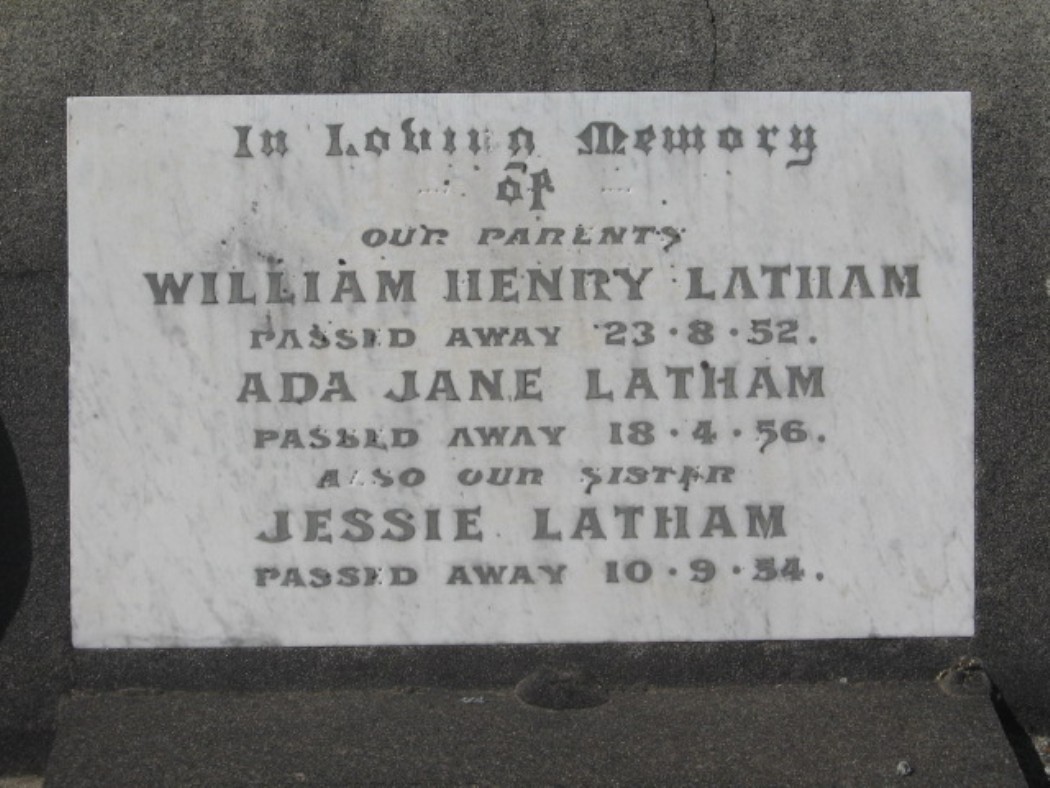 In Loving Memory
of
OUR PARENTS
WILLIAM HENRY LATHAM
PASSED AWAY 23·8·52.
ADA JANE LATHAM
PASSED AWAY 18·4·56.
ALSO OUR SISTER
JESSIE LATHAM
PASSED AWAY 10·9·34.